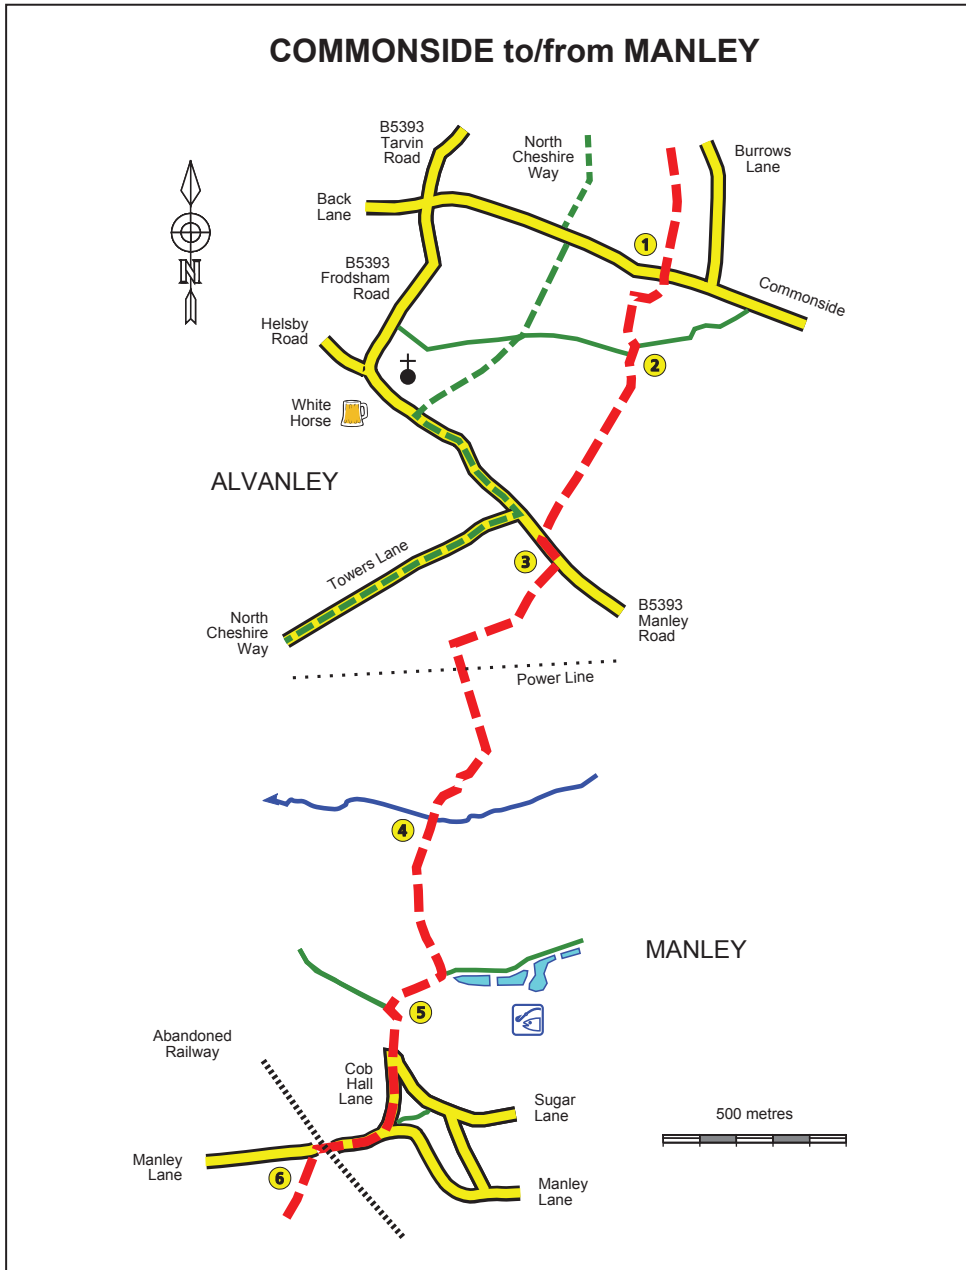 COMMONSIDE to/from MANLEY
B5393
Tarvin
Road
North
Cheshire
Way
Burrows
Lane
Back
Lane
N
1
B5393
Frodsham
Road
Commonside
Helsby
Road
2
White
Horse
ALVANLEY
Towers Lane
3
North
Cheshire
Way
B5393
Manley
Road
Power Line
4
MANLEY
5
Abandoned
Railway
Cob
Hall
Lane
Sugar
Lane
500 metres
Manley
Lane
6
Manley
Lane